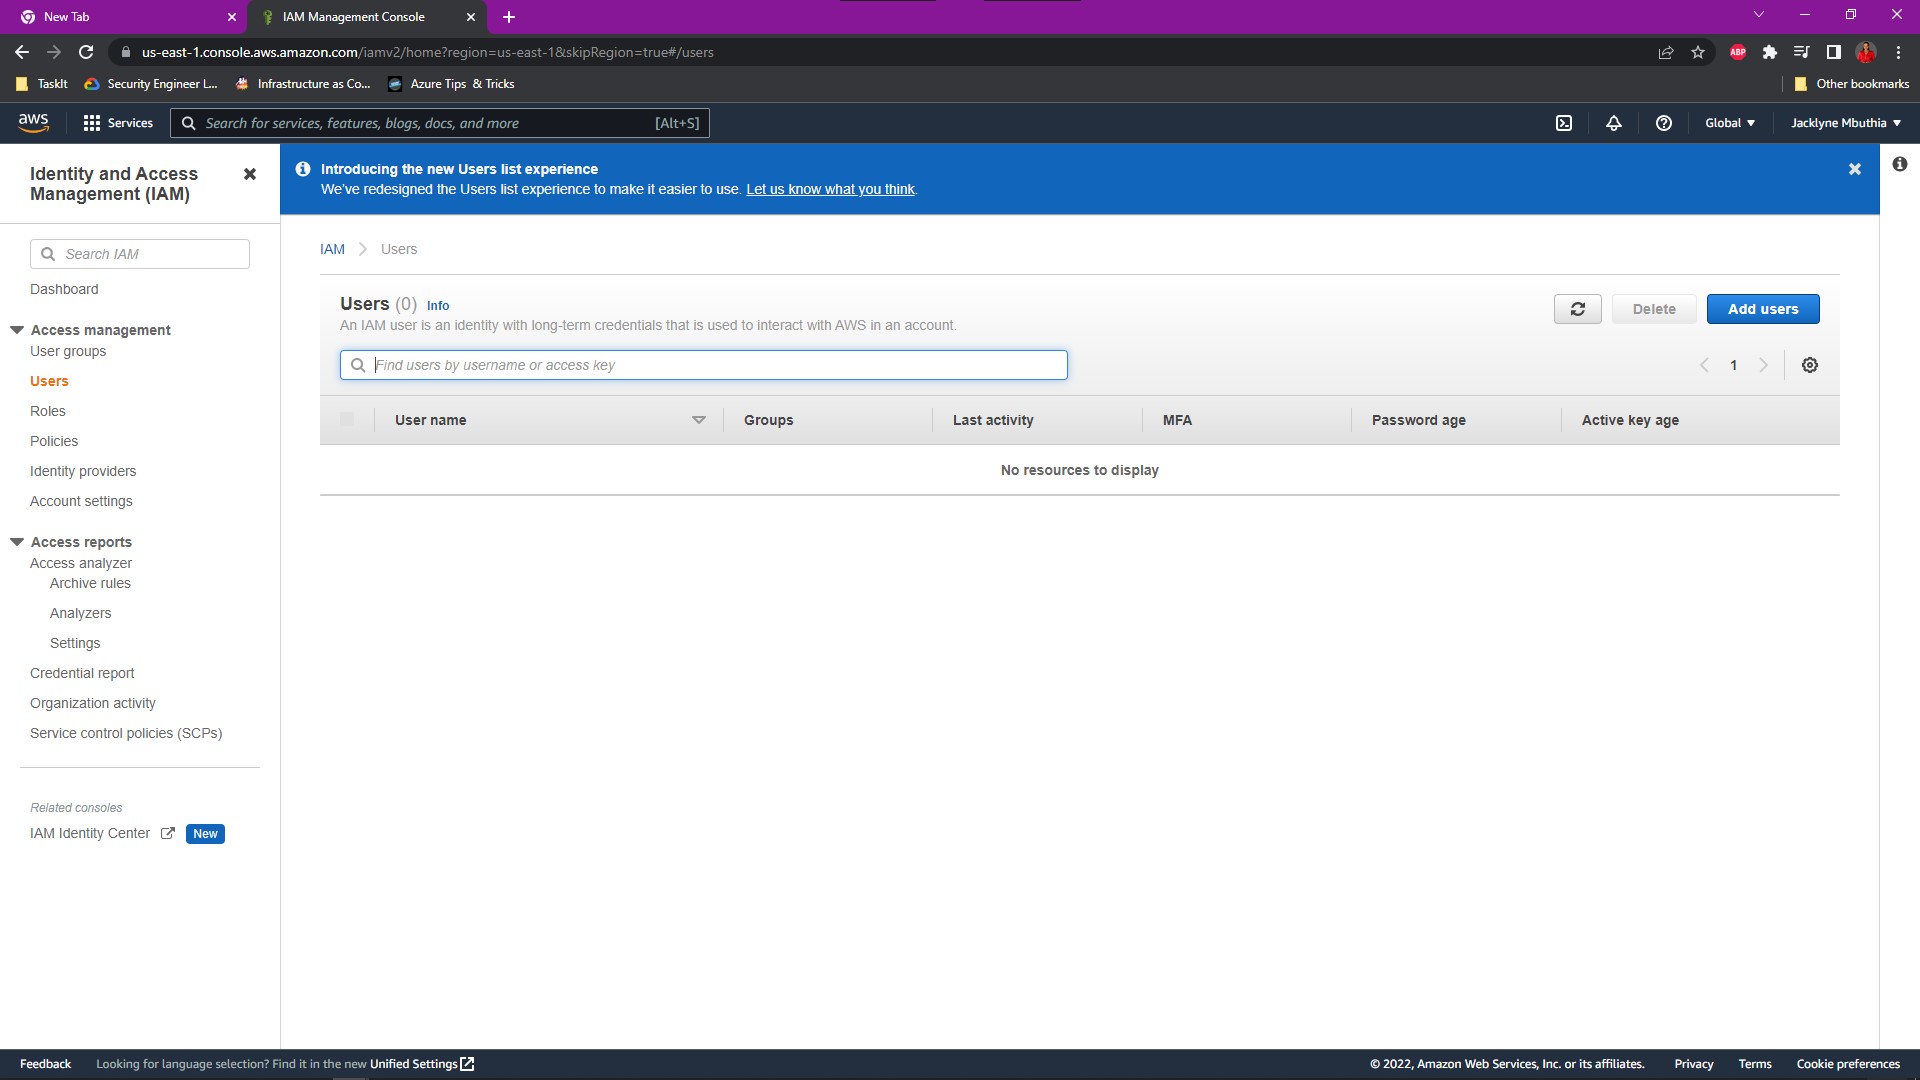 New Tab
IAM Management Console
us-east-1.console.aws.amazon.com/iamv2/home?region=us-east-1&skipRegion=true#/users
ABP
TaskIt
Security Engineer L...
Infrastructure as Co...
Azure Tips & Tricks
Other bookmarks
aws
Services
Search for services, features, blogs, docs, and more
[Alt+S]
Global
Jacklyne Mbuthia
Identity and Access
Management (IAM)
Search IAM
Dashboard
Access management
User groups
Users
Roles
Policies
Identity providers
Account settings
Access reports
Access analyzer
Archive rules
Analyzers
Settings
Credential report
Organization activity
Service control policies (SCPs)
Related consoles
IAM Identity Center
New
Introducing the new Users list experience
We've redesigned the Users list experience to make it easier to use. Let us know what you think.
IAM
Users
Users (0) Info
An IAM user is an identity with long-term credentials that is used to interact with AWS in an account.
Delete
Add users
Find users by username or access key
1
User name
Groups
Last activity
MFA
Password age
Active key age
No resources to display
Feedback
Looking for language selection? Find it in the new Unified Settings
© 2022, Amazon Web Services, Inc. or its affiliates.
Privacy
Terms
Cookie preferences